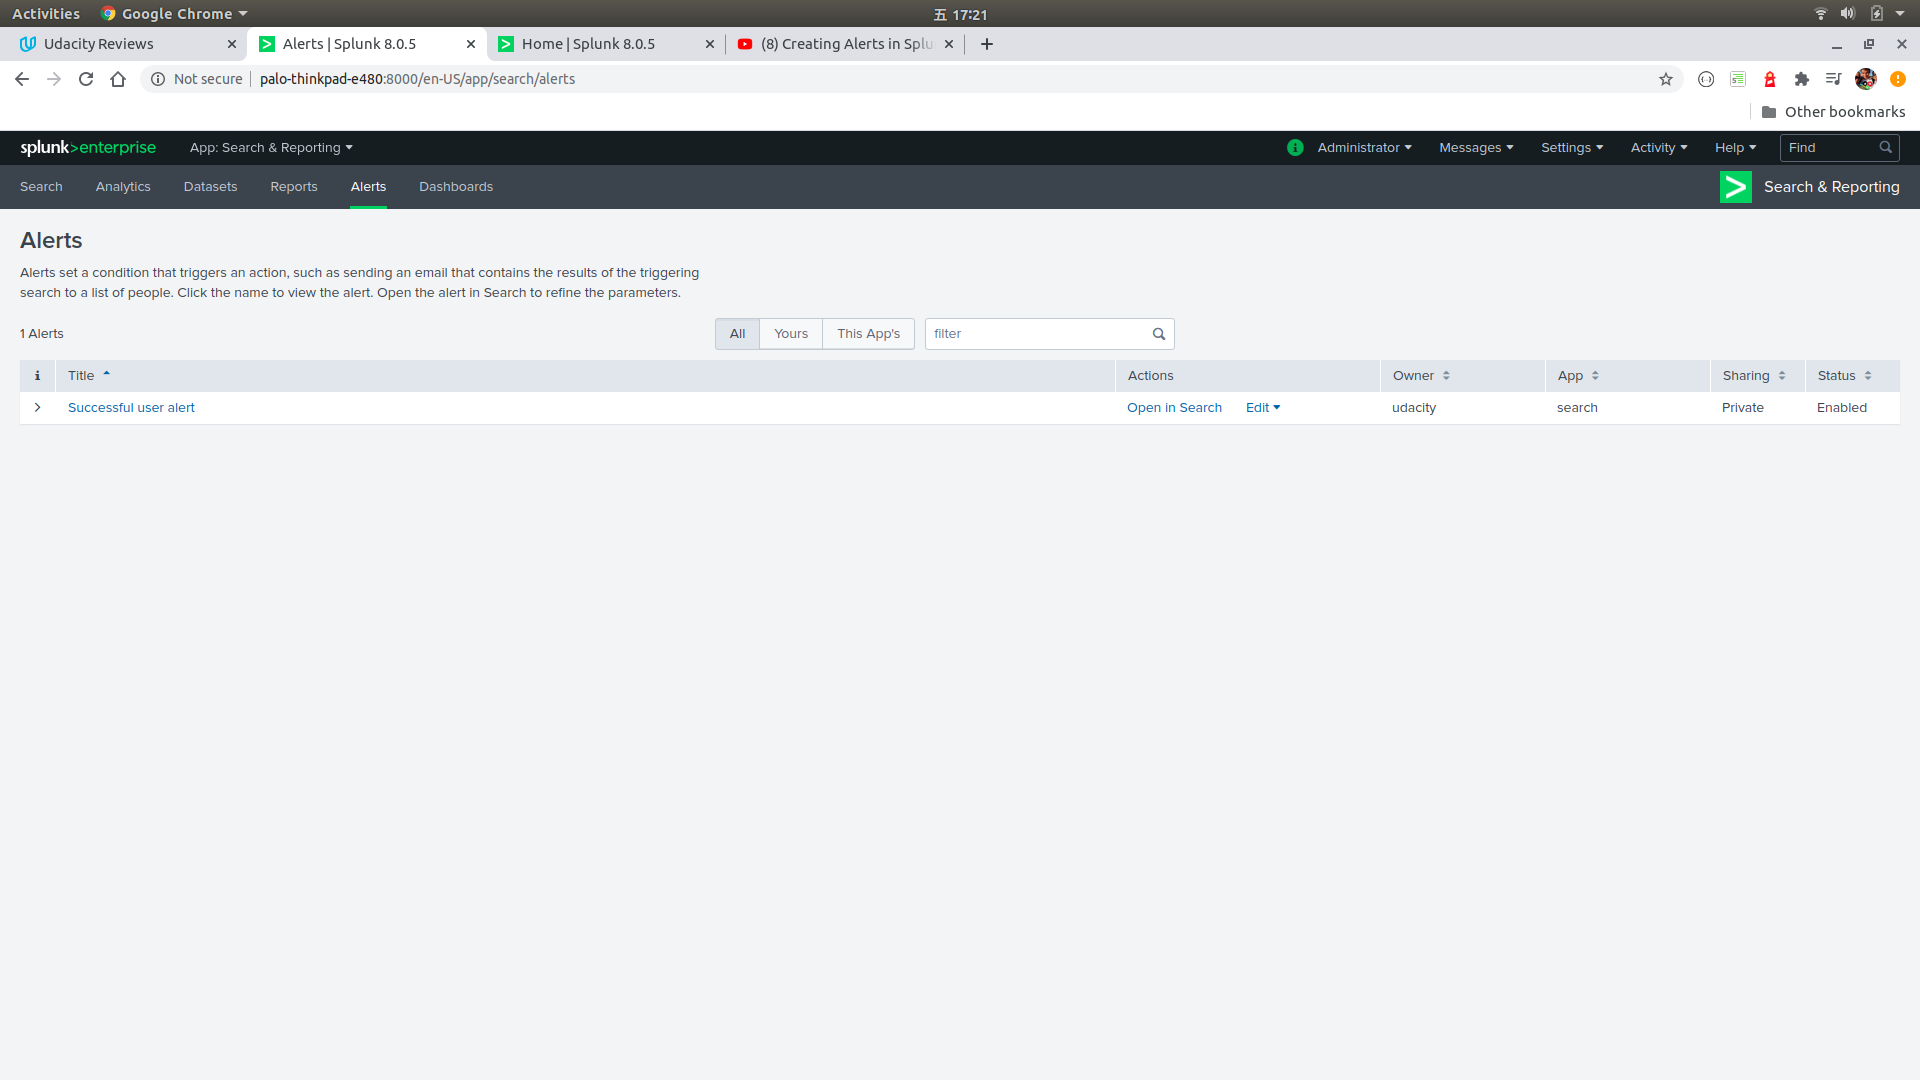 Activities Google Chrome 五 17:21
Udacity Reviews Alerts | Splunk 8.0.5 Home | Splunk 8.0.5 (8) Creating Alerts in Splu
Not secure palo-thinkpad-e480:8000/en-US/app/search/alerts
Other bookmarks
splunk>enterprise App: Search & Reporting Administrator Messages Settings Activity Help Find
Search Analytics Datasets Reports Alerts Dashboards Search & Reporting
Alerts
Alerts set a condition that triggers an action, such as sending an email that contains the results of the triggering
search to a list of people. Click the name to view the alert. Open the alert in Search to refine the parameters.
1 Alerts All Yours This App's filter
i Title Actions Owner App Sharing Status
Successful user alert Open in Search Edit udacity search Private Enabled